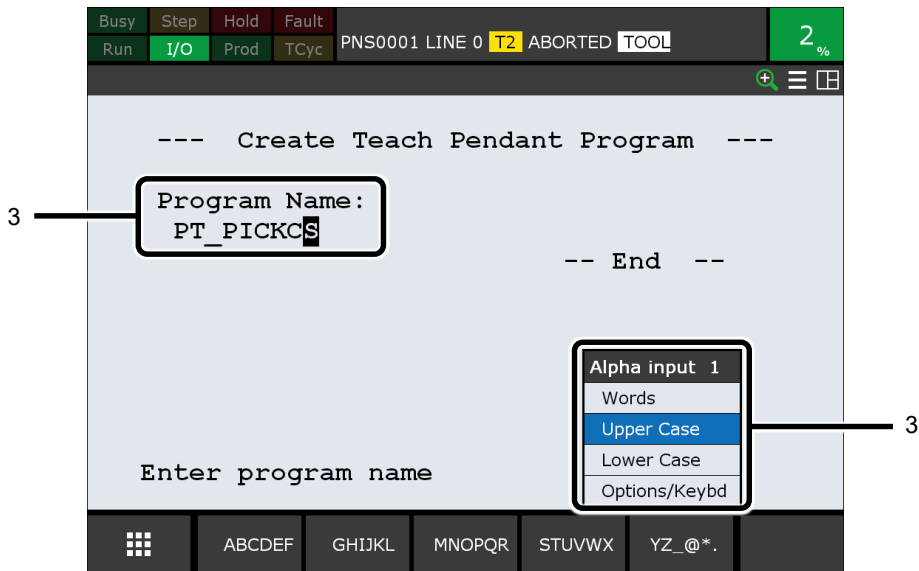 Busy Step Hold Fault
Run I/O Prod TCyc PNS0001 LINE 0 T2 ABORTED TOOL 2%
--- Create Teach Pendant Program ---
Program Name:
3
PT_PICKCS
-- End --
Alpha input 1
Words
Upper Case
3
Lower Case
Enter program name
Options/Keybd
ABCDEF GHIJKL MNOPQR STUVWX YZ_@*.